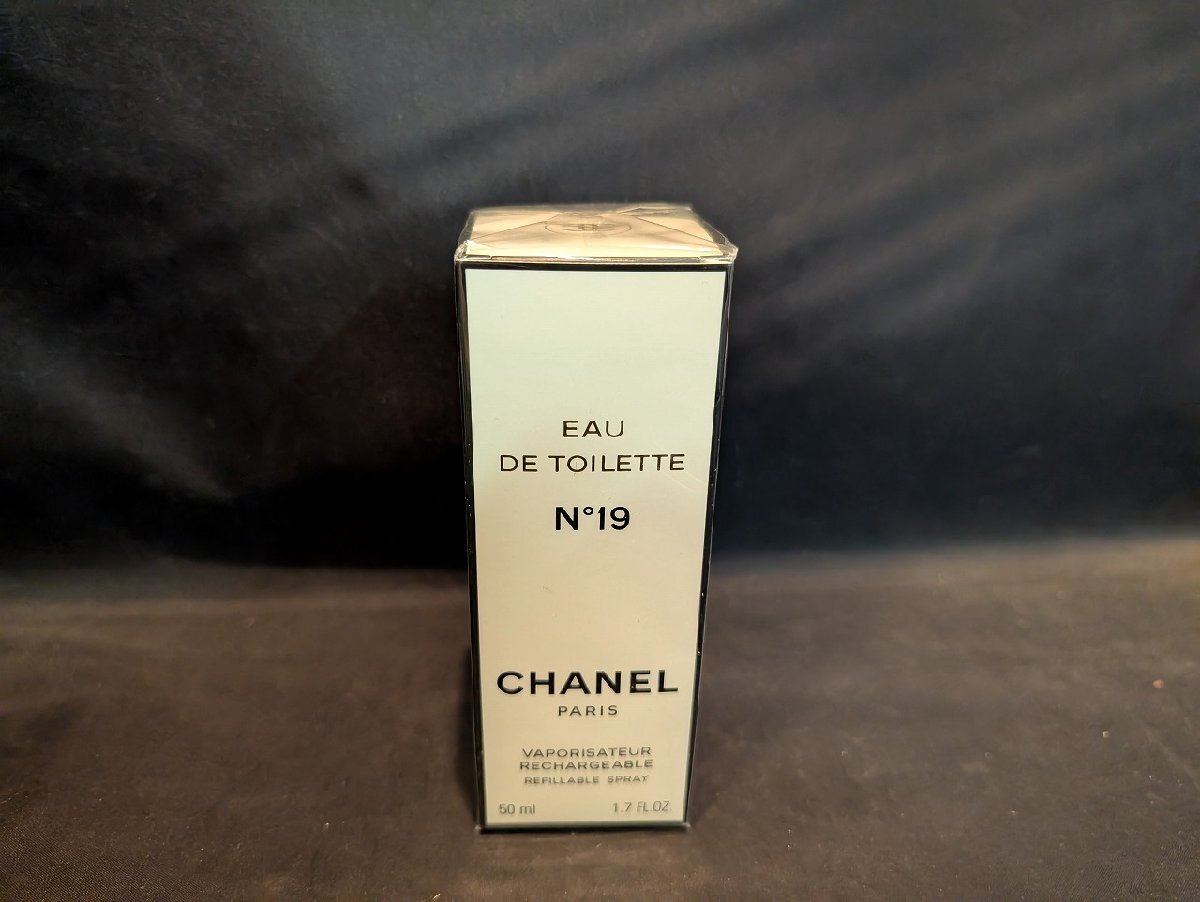 EAU
DE TOILETTE
N°19
CHANEL
PARIS
VAPORISATEUR
RECHARGEABLE
REFILLABLE SPRAY
50 ml 1.7 FL.OZ.